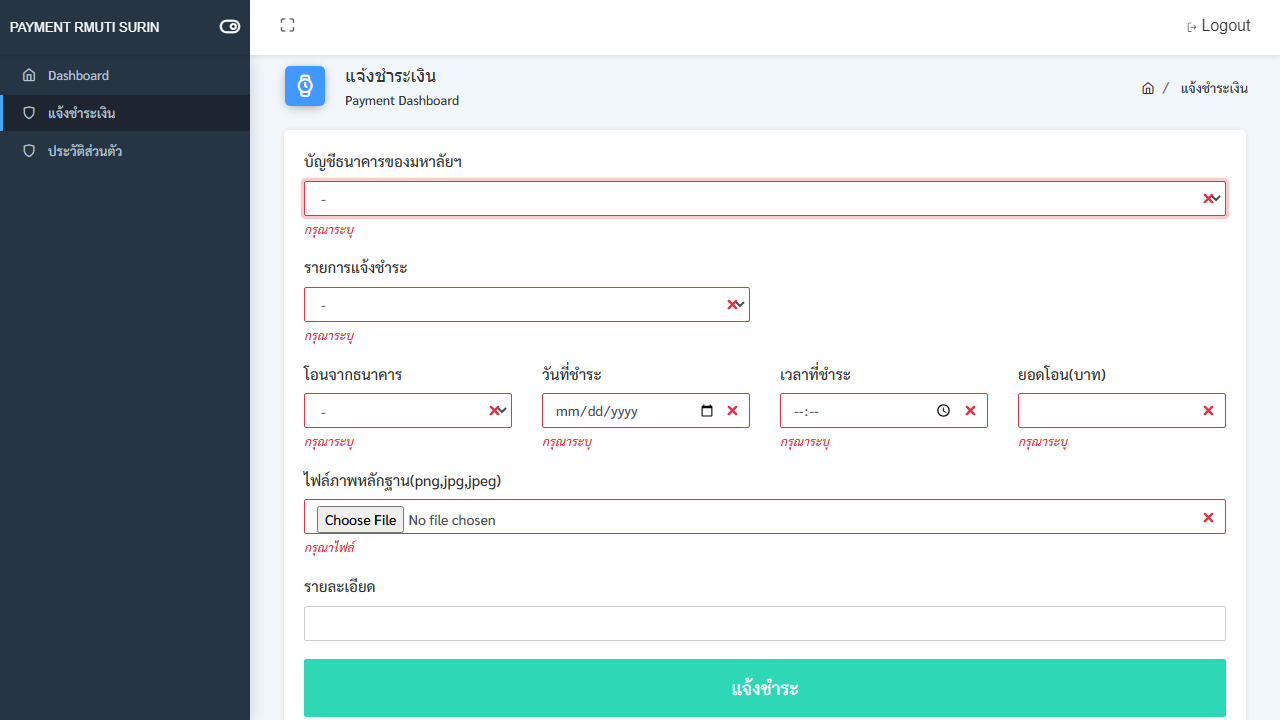 PAYMENT RMUTI SURIN
Logout
Dashboard
แจ้งชำระเงิน
ประวัติส่วนตัว
แจ้งชำระเงิน
Payment Dashboard
/ แจ้งชำระเงิน
บัญชีธนาคารของมหาลัยฯ
-
กรุณาระบุ
รายการแจ้งชำระ
-
กรุณาระบุ
โอนจากธนาคาร วันที่ชำระ เวลาที่ชำระ ยอดโอน(บาท)
- mm/dd/yyyy --:--
กรุณาระบุ กรุณาระบุ กรุณาระบุ กรุณาระบุ
ไฟล์ภาพหลักฐาน(png,jpg,jpeg)
Choose File No file chosen
กรุณาไฟล์
รายละเอียด
แจ้งชำระ